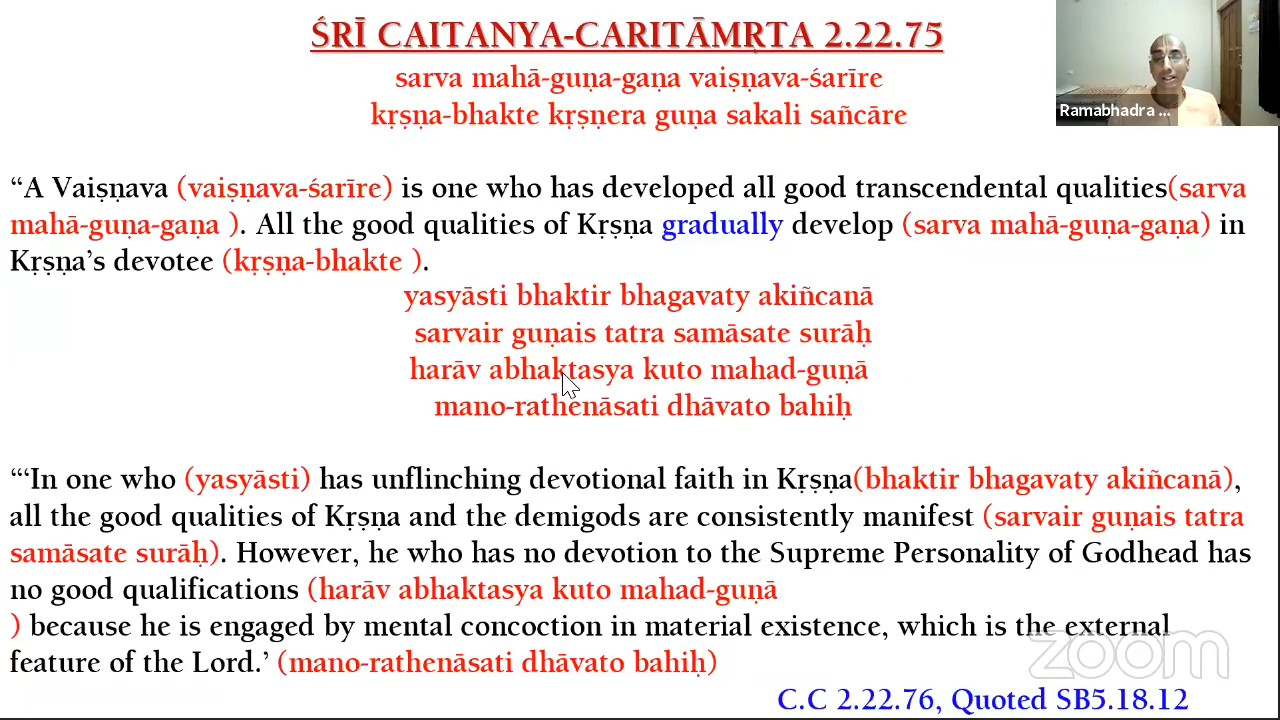 ŚRĪ CAITANYA-CARITĀMṚTA 2.22.75
sarva mahā-guṇa-gaṇa vaiṣṇava-śarīre
kṛṣṇa-bhakte kṛṣṇera guṇa sakali sañcāre
Ramabhadra ...
“A Vaiṣṇava (vaiṣṇava-śarīre) is one who has developed all good transcendental qualities(sarva
mahā-guṇa-gaṇa ). All the good qualities of Kṛṣṇa gradually develop (sarva mahā-guṇa-gaṇa) in
Kṛṣṇa’s devotee (kṛṣṇa-bhakte ).
yasyāsti bhaktir bhagavaty akiñcanā
sarvair guṇais tatra samāsate surāḥ
harāv abhaktasya kuto mahad-guṇā
mano-rathenāsati dhāvato bahiḥ
“‘In one who (yasyāsti) has unflinching devotional faith in Kṛṣṇa(bhaktir bhagavaty akiñcanā),
all the good qualities of Kṛṣṇa and the demigods are consistently manifest (sarvair guṇais tatra
samāsate surāḥ). However, he who has no devotion to the Supreme Personality of Godhead has
no good qualifications (harāv abhaktasya kuto mahad-guṇā
) because he is engaged by mental concoction in material existence, which is the external
feature of the Lord.’ (mano-rathenāsati dhāvato bahiḥ)
zoom
C.C 2.22.76, Quoted SB5.18.12